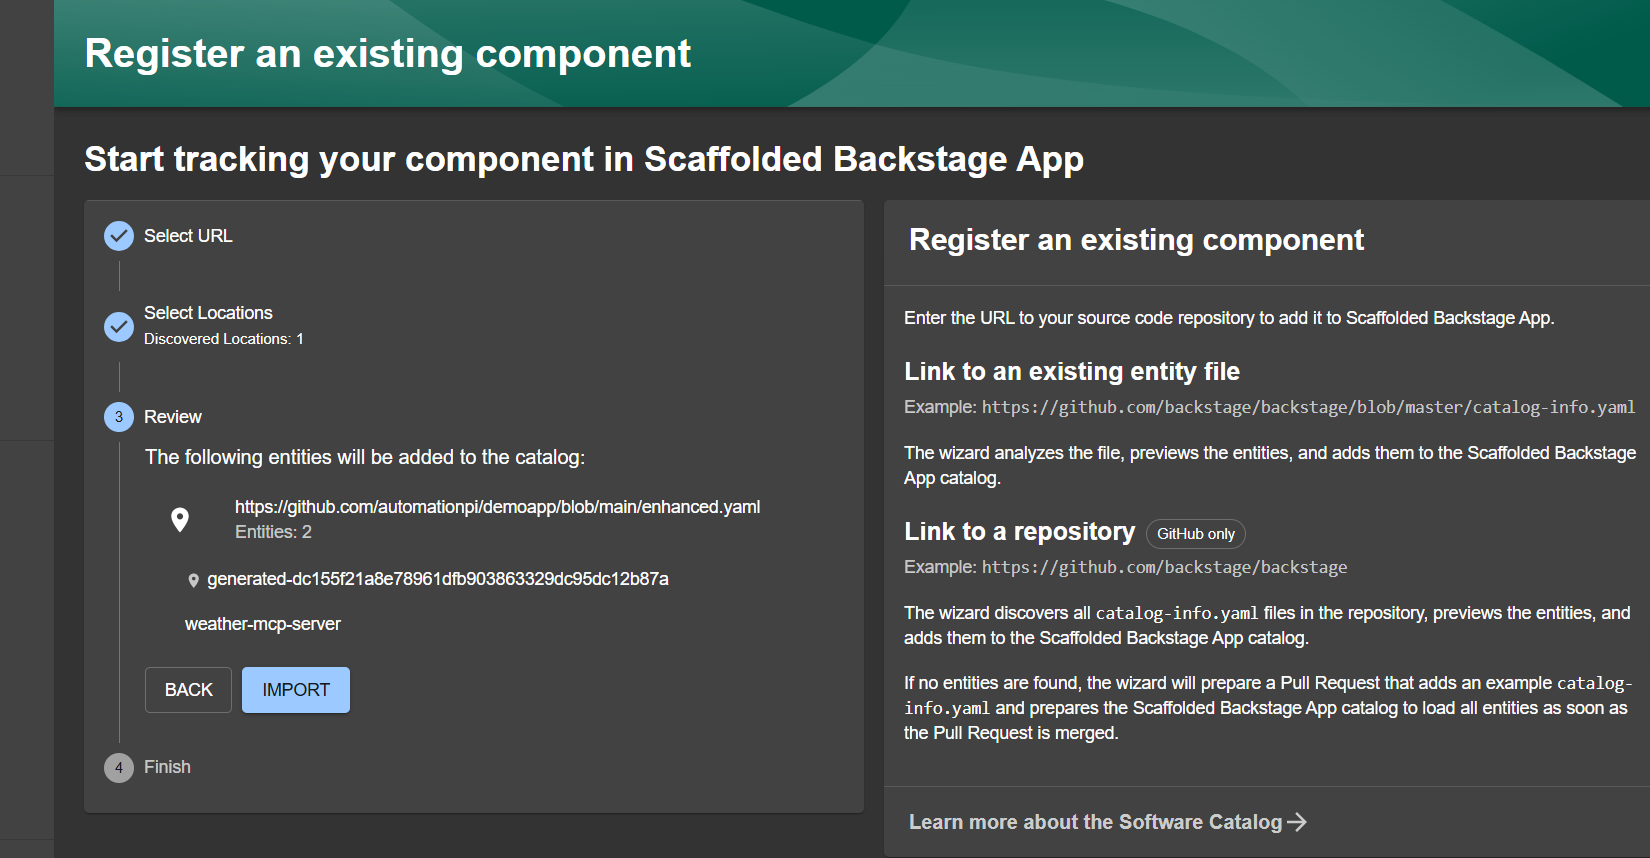 Register an existing component
Start tracking your component in Scaffolded Backstage App
Select URL
Select Locations
Discovered Locations: 1
3 Review
The following entities will be added to the catalog:
https://github.com/automationpi/demoapp/blob/main/enhanced.yaml
Entities: 2
generated-dc155f21a8e78961dfb903863329dc95dc12b87a
weather-mcp-server
BACK IMPORT
4 Finish
Register an existing component
Enter the URL to your source code repository to add it to Scaffolded Backstage App.
Link to an existing entity file
Example: https://github.com/backstage/backstage/blob/master/catalog-info.yaml
The wizard analyzes the file, previews the entities, and adds them to the Scaffolded Backstage
App catalog.
Link to a repository GitHub only
Example: https://github.com/backstage/backstage
The wizard discovers all catalog-info.yaml files in the repository, previews the entities, and
adds them to the Scaffolded Backstage App catalog.
If no entities are found, the wizard will prepare a Pull Request that adds an example catalog-
info.yaml and prepares the Scaffolded Backstage App catalog to load all entities as soon as
the Pull Request is merged.
Learn more about the Software Catalog